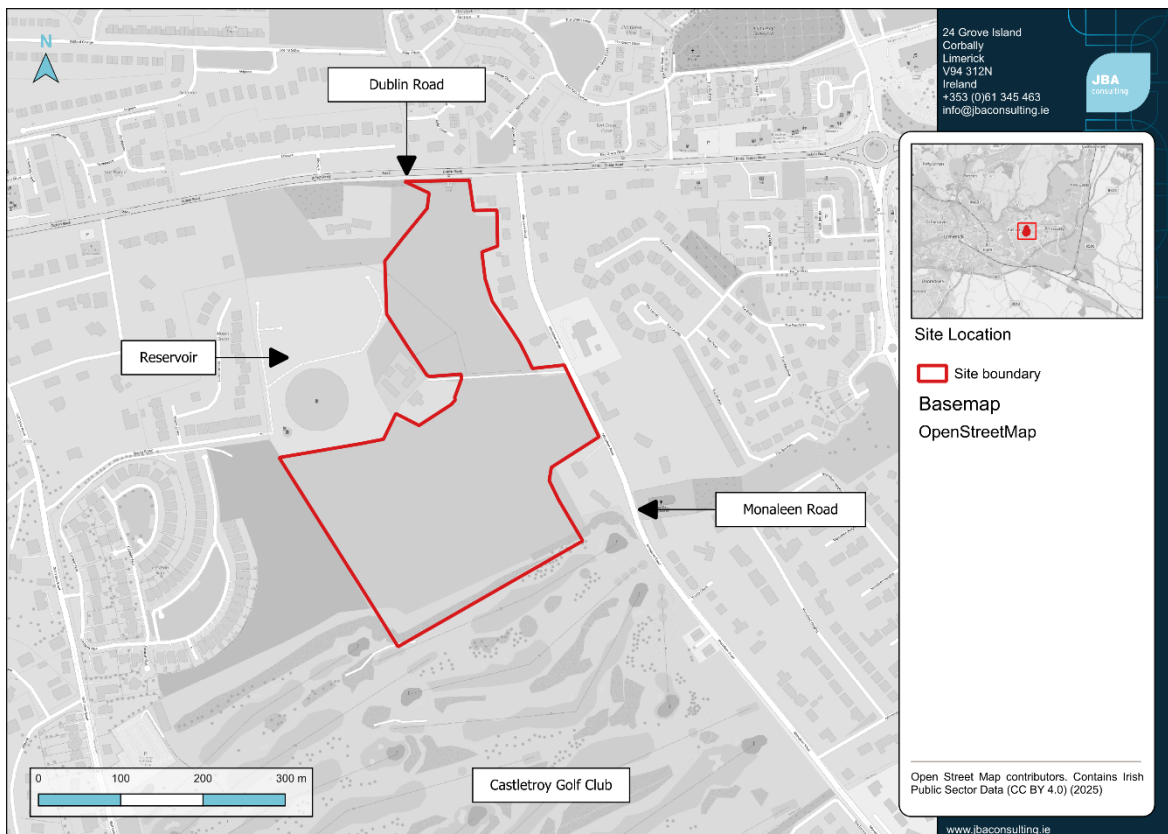 N
Dublin Road
Reservoir
Monaleen Road
Castletroy Golf Club
0 100 200 300 m
24 Grove Island
Corbally
Limerick
V94 312N
Ireland
+353 (0)61 345 463
info@jbaconsulting.ie
JBA
consulting
Site Location
Site boundary
Basemap
OpenStreetMap
Open Street Map contributors. Contains Irish
Public Sector Data (CC BY 4.0) (2025)
www.jbaconsulting.ie